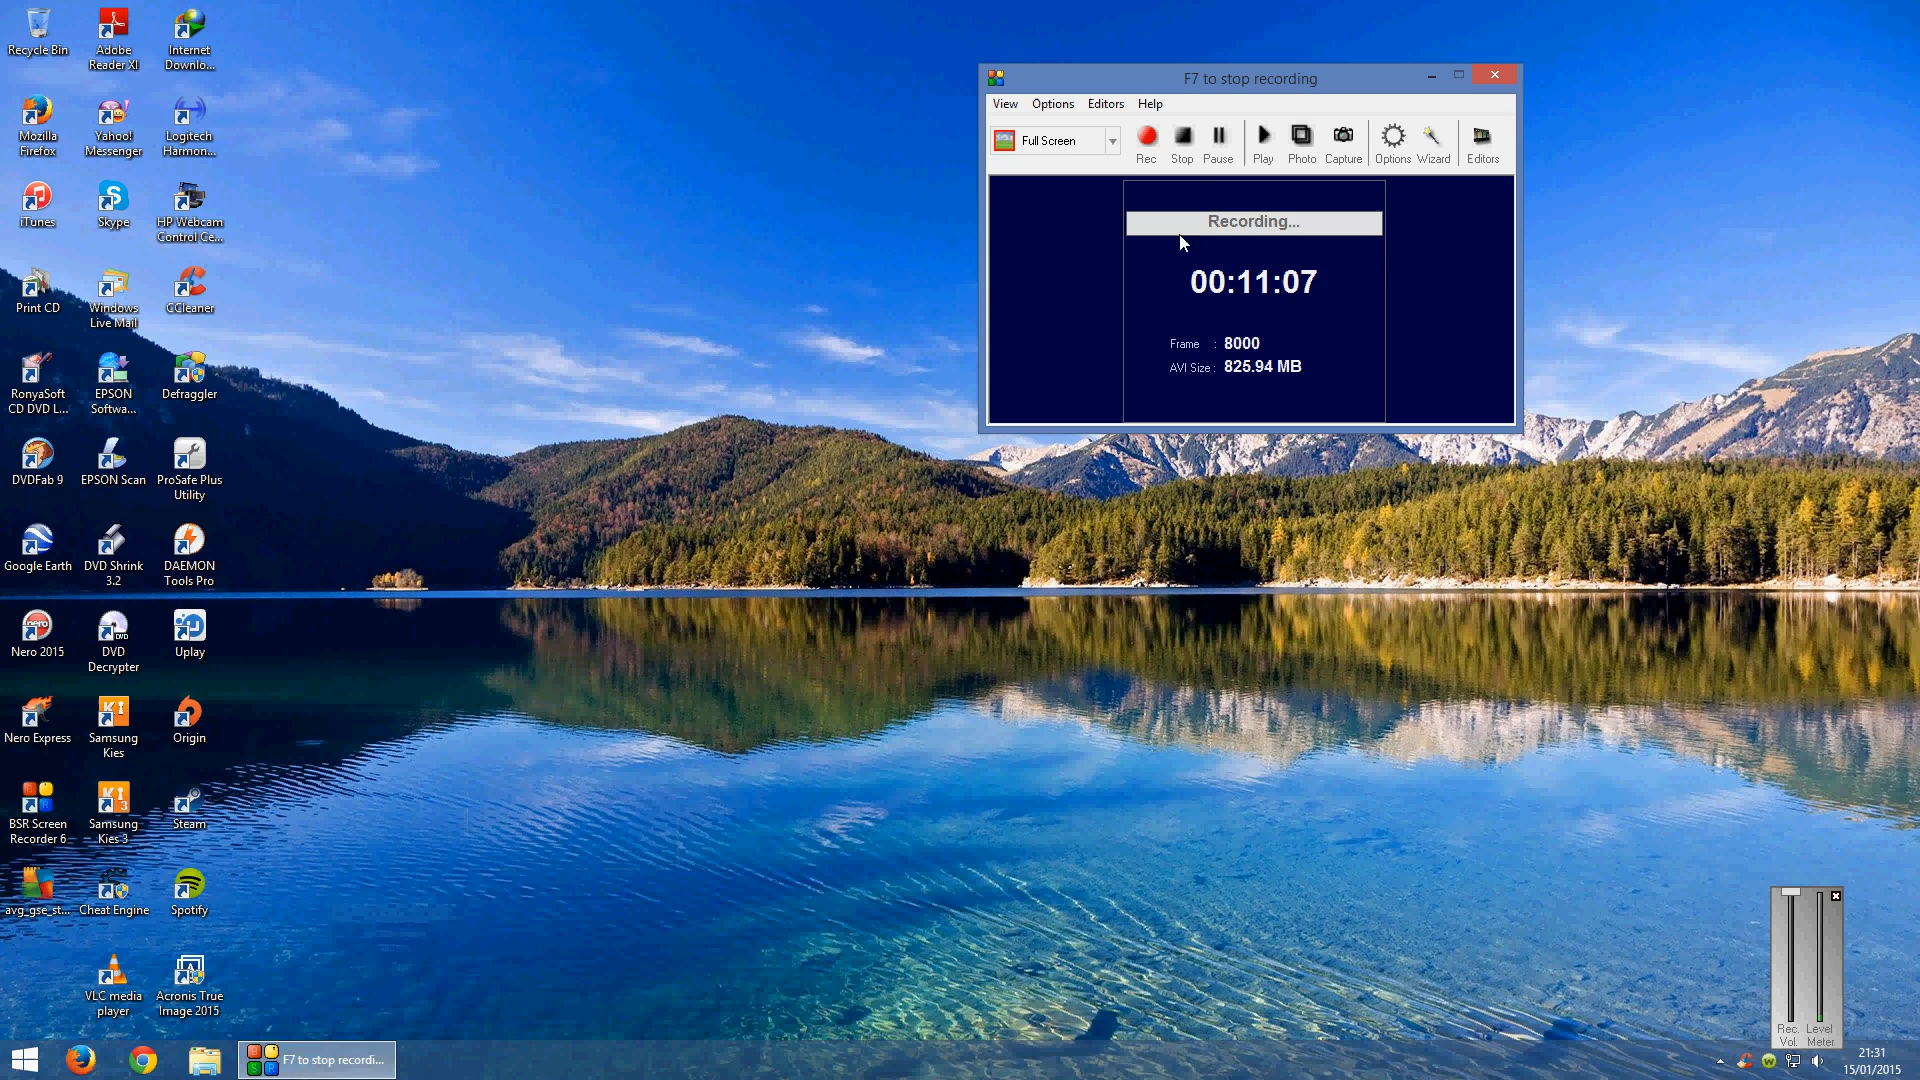 Recycle Bin
Adobe
Reader XI
Internet
Downlo...
Mozilla
Firefox
Yahoo!
Messenger
Logitech
Harmon...
iTunes
Skype
HP Webcam
Control Ce...
Print CD
Windows
Live Mail
CCleaner
RonyaSoft
CD DVD L...
EPSON
Softwa...
Defraggler
DVDFab 9
EPSON Scan
ProSafe Plus
Utility
Google Earth
DVD Shrink
3.2
DAEMON
Tools Pro
Nero 2015
DVD
Decrypter
Uplay
Nero Express
Samsung
Kies
Origin
BSR Screen
Recorder 6
Samsung
Kies 3
Steam
avg_gse_st...
Cheat Engine
Spotify
VLC media
player
Acronis True
Image 2015
F7 to stop recording
View Options Editors Help
Full Screen
Rec Stop Pause Play Photo Capture Options Wizard Editors
Recording...
00:11:07
Frame : 8000
AVI Size : 825.94 MB
Rec. Level
Vol. Meter
F7 to stop recordi...
21:31
15/01/2015